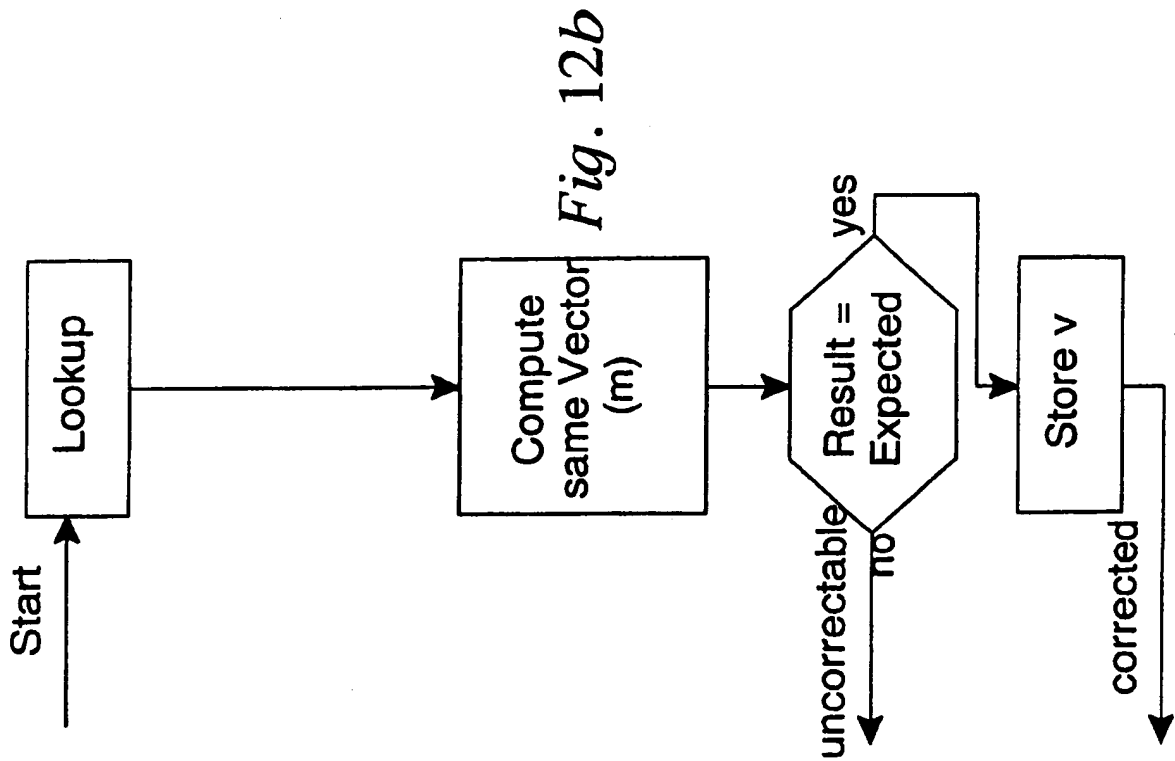 Start
Lookup
Compute
same Vector
(m)
Result =
Expected
yes
uncorrectable
no
Store v
corrected
Fig. 12b